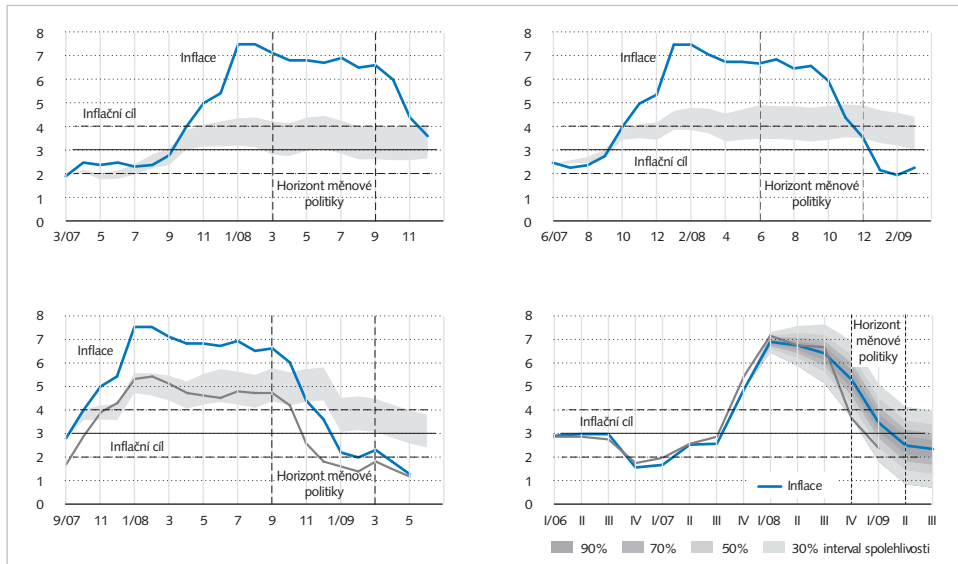 8
7
6
5
4
3
2
1
0
Inflace
Inflační cíl
Horizont měnové
politiky
3/07 5 7 9 11 1/08 3 5 7 9 11
8
7
6
5
4
3
2
1
0
Inflace
Inflační cíl
Horizont měnové
politiky
6/07 8 10 12 2/08 4 6 8 10 12 2/09
8
7
6
5
4
3
2
1
0
Inflace
Inflační cíl
Horizont měnové
politiky
9/07 11 1/08 3 5 7 9 11 1/09 3 5
8
7
6
5
4
3
2
1
0
Horizont
měnové
politiky
Inflační cíl
Inflace
I/06 II III IV I/07 II III IV I/08 II III IV I/09 II III
90% 70% 50% 30% interval spolehlivosti